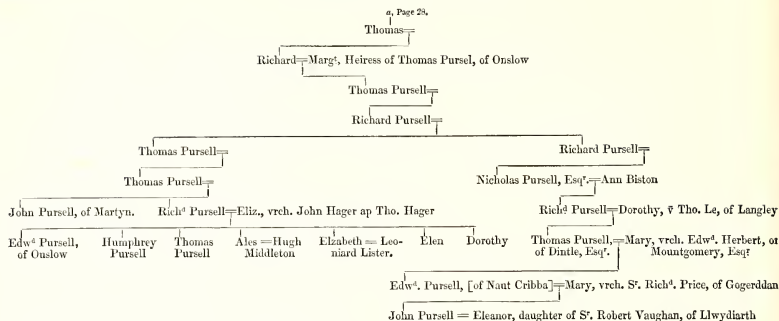 a, Page 28.
Thomas=
Richard=Margt, Heiress of Thomas Pursel, of Onslow
Thomas Pursell=
Richard Pursell=
Thomas Pursell= Richard Pursell=
Thomas Pursell= Nicholas Pursell, Esqr.=Ann Biston
John Pursell, of Martyn. Richd Pursell=Eliz., vrch. John Hager ap Tho. Hager Richd Pursell=Dorothy, v̄ Tho. Le, of Langley
Edwd Pursell, Humphrey Thomas Ales =Hugh Elzabeth = Leo- Elen Dorothy Thomas Pursell,=Mary, vrch. Edwd. Herbert, or
of Onslow Pursell Pursell Middleton niard Lister. of Dintle, Esqr. Mountgomery, Esqr
Edwd. Pursell, [of Naut Cribba]=Mary, vrch. Sr. Richd. Price, of Gogerddan
John Pursell = Eleanor, daughter of Sr. Robert Vaughan, of Llwydiarth